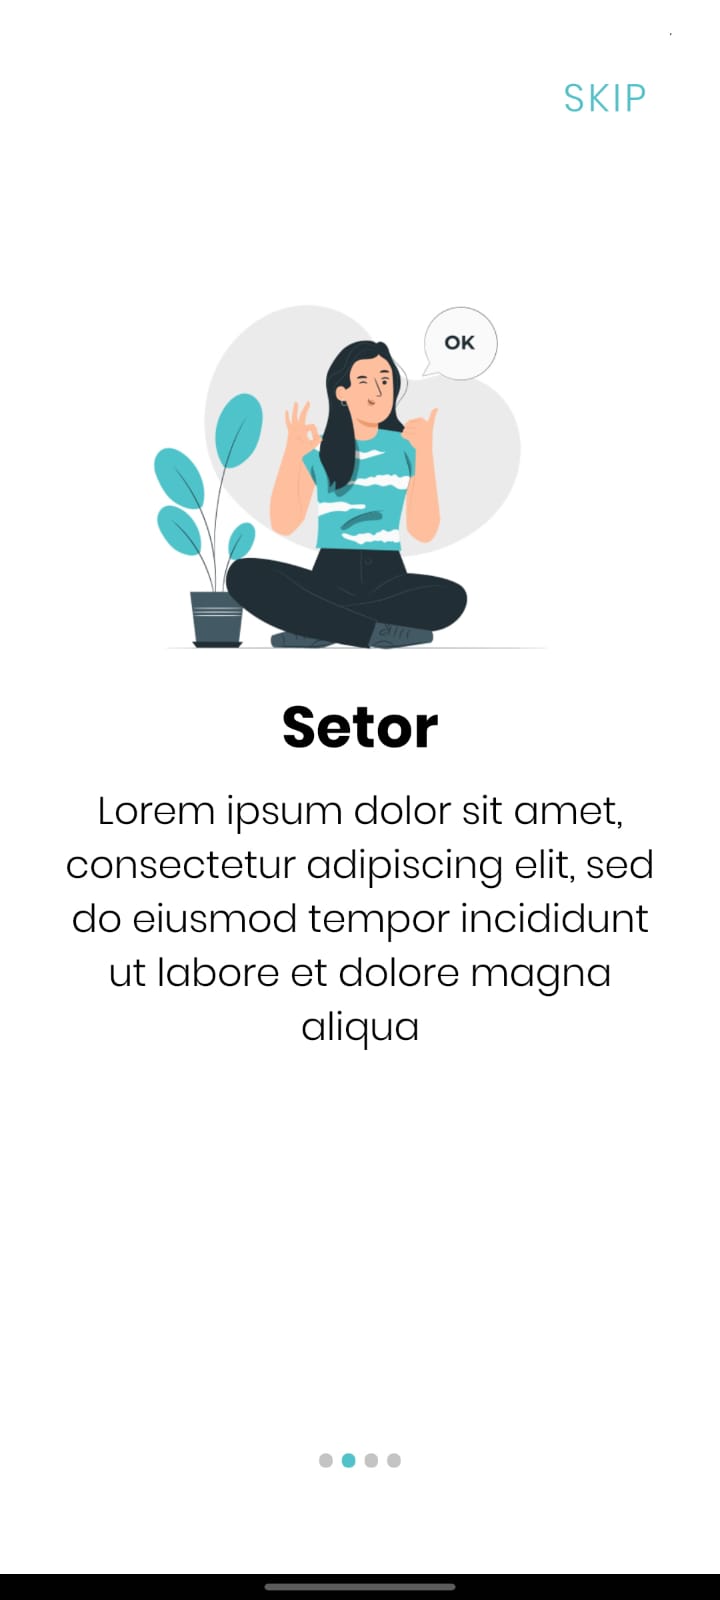 SKIP
OK
Setor
Lorem ipsum dolor sit amet,
consectetur adipiscing elit, sed
do eiusmod tempor incididunt
ut labore et dolore magna
aliqua